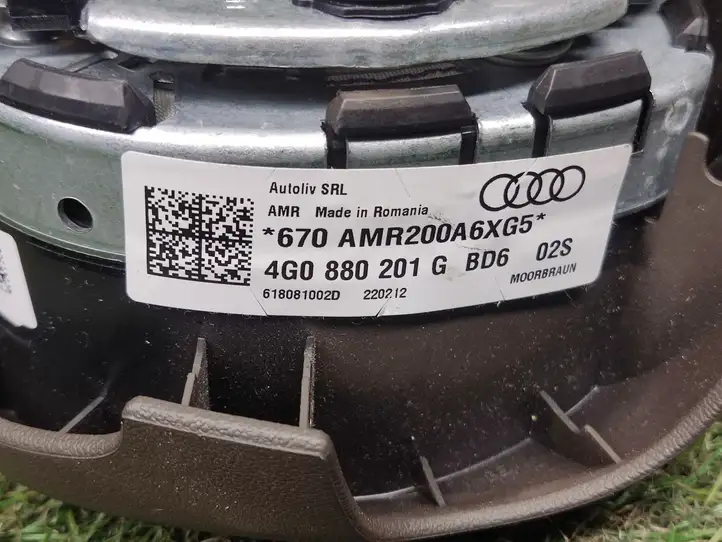 Autoliv SRL
AMR Made in Romania
*670 AMR200A6XG5*
4G0 880 201 G BD6 02S
618081002D 220212 MOORBRAUN